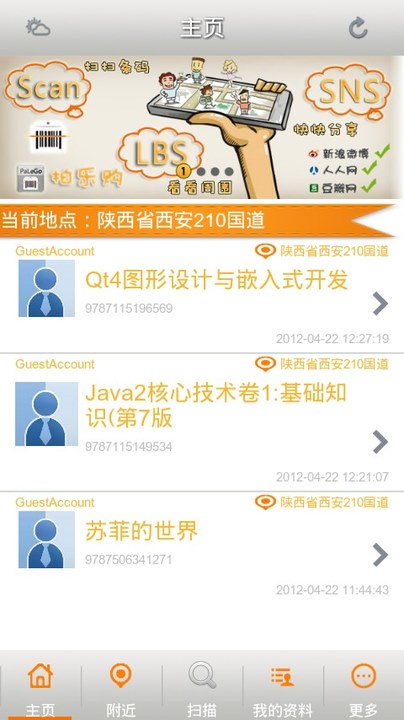 主页
Scan
扫扫条码
SNS
快快分享
新浪微博
人人网
豆瓣网
LBS
看看周围
1
PaLeGo
拍乐购
当前地点：陕西省西安210国道
GuestAccount
陕西省西安210国道
Qt4图形设计与嵌入式开发
9787115196569
2012-04-22 12:27:19
GuestAccount
陕西省西安210国道
Java2核心技术卷1:基础知
识(第7版
9787115149534
2012-04-22 12:21:07
GuestAccount
陕西省西安210国道
苏菲的世界
9787506341271
2012-04-22 11:44:43
主页
附近
扫描
我的资料
更多